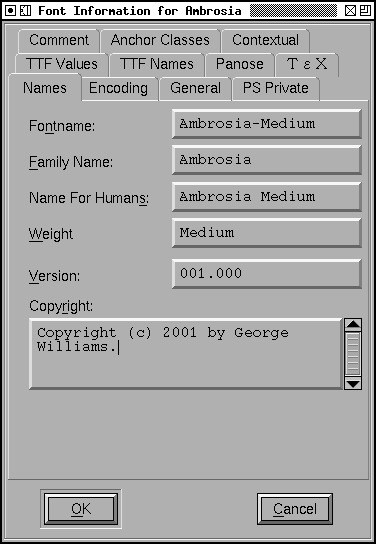 Font Information for Ambrosia
Comment Anchor Classes Contextual
TTF Values TTF Names Panose T ε X
Names Encoding General PS Private
Fontname: Ambrosia-Medium
Family Name: Ambrosia
Name For Humans: Ambrosia Medium
Weight Medium
Version: 001.000
Copyright:
Copyright (c) 2001 by George
Williams.
OK Cancel